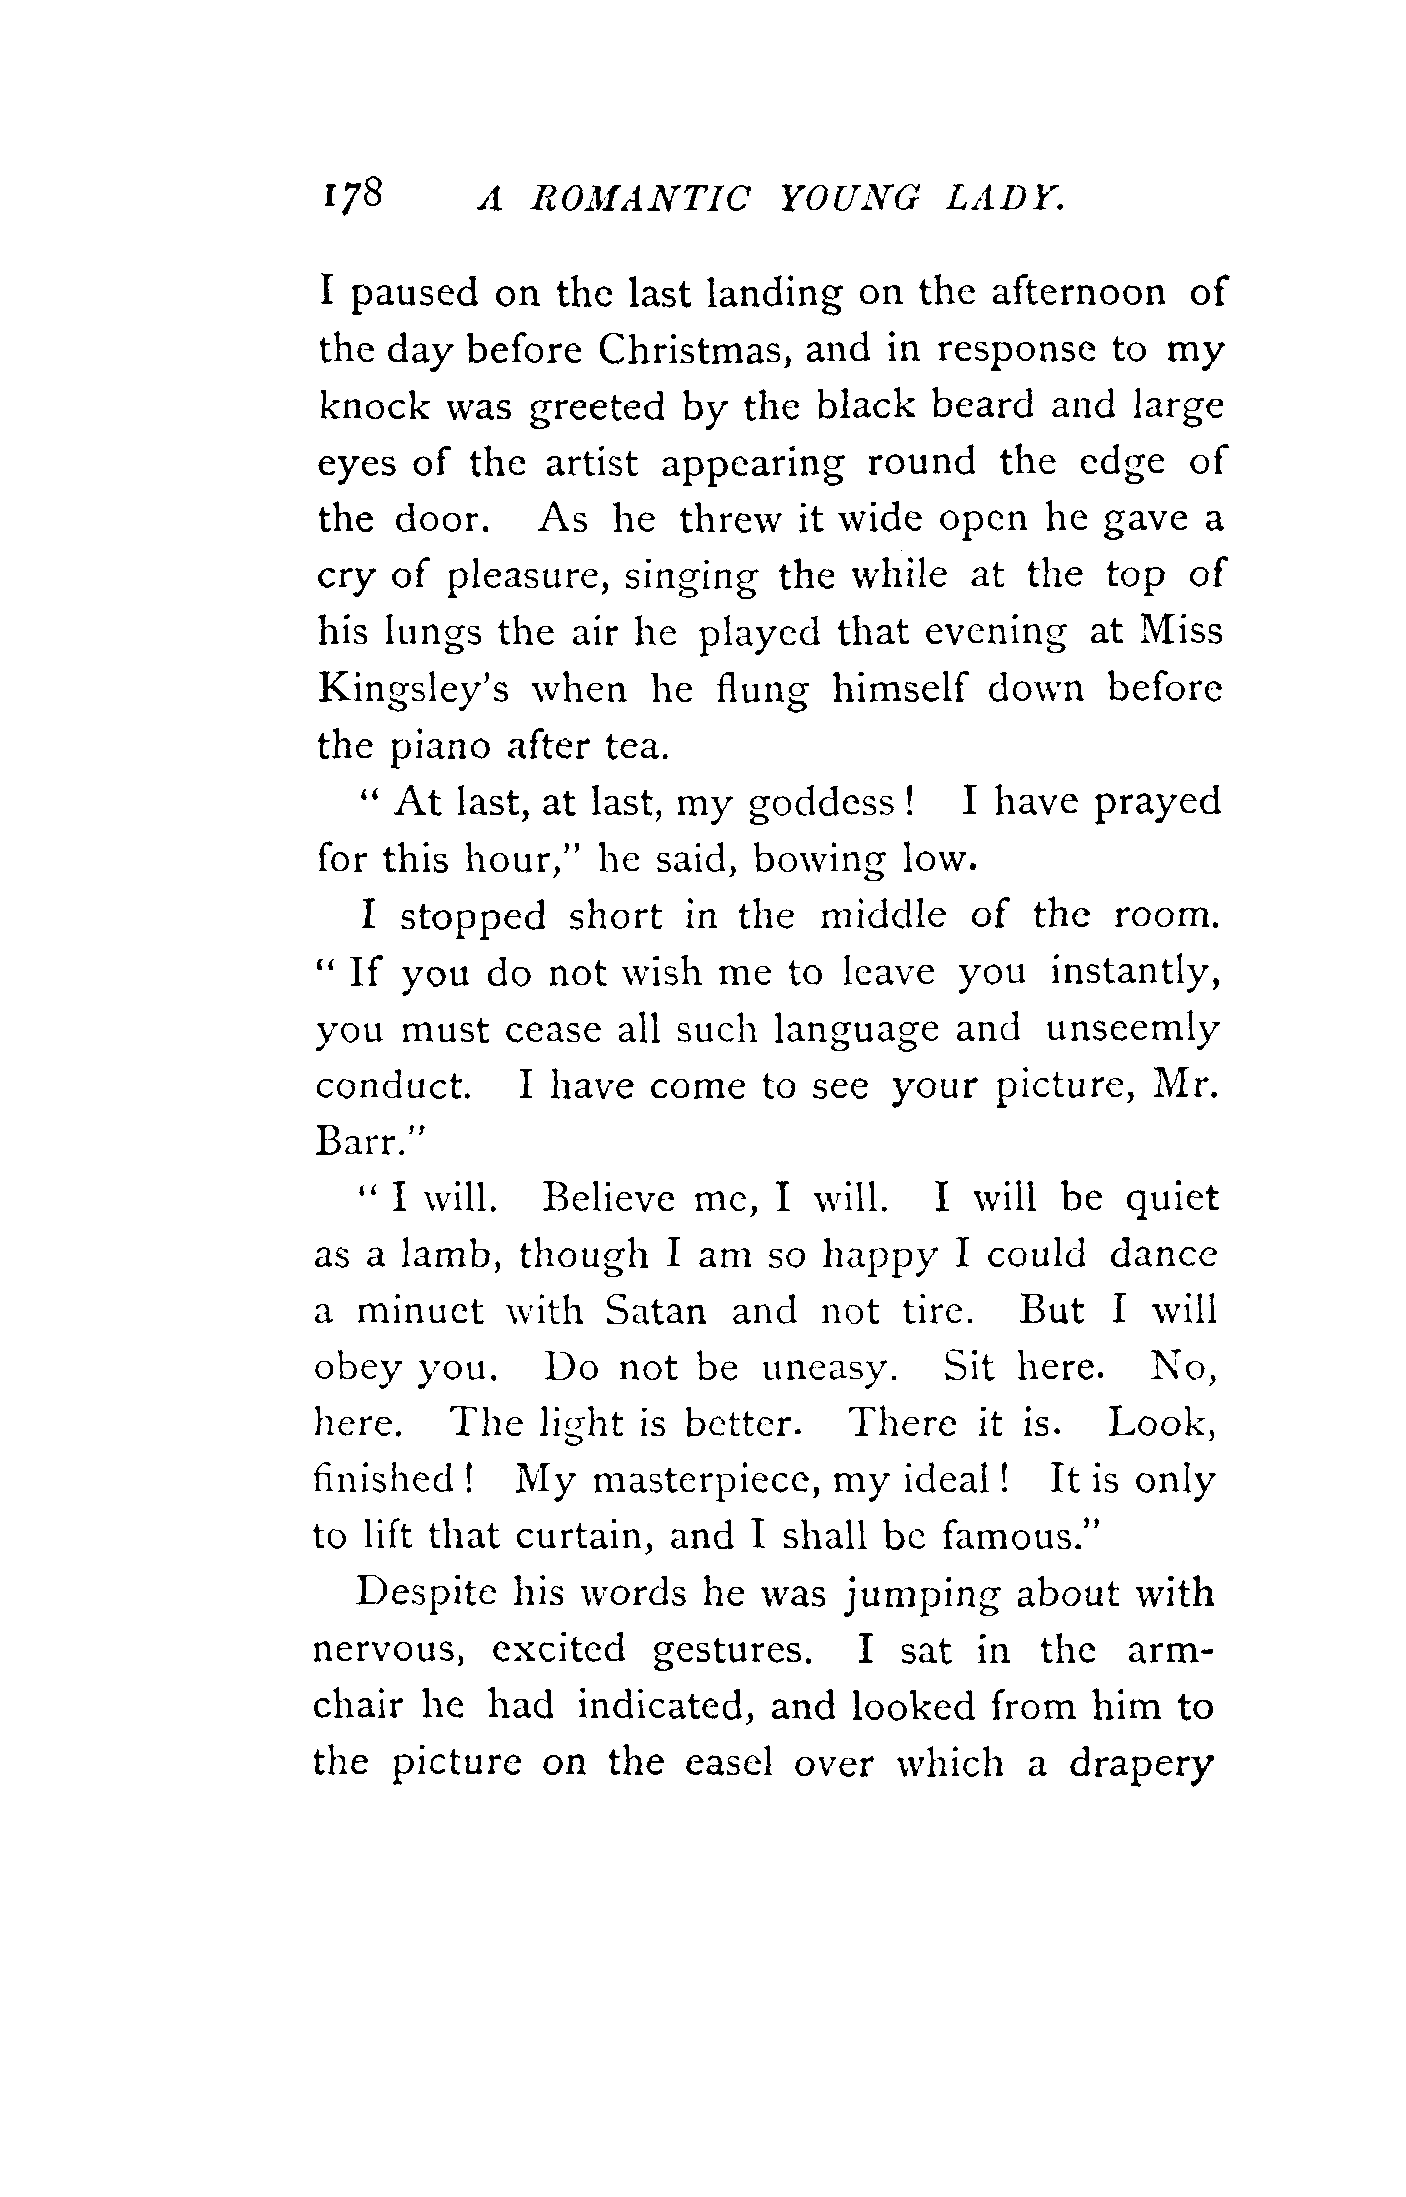 178 A ROMANTIC YOUNG LADY.
I paused on the last landing on the afternoon of
the day before Christmas, and in response to my
knock was greeted by the black beard and large
eyes of the artist appearing round the edge of
the door. As he threw it wide open he gave a
cry of pleasure, singing the while at the top of
his lungs the air he played that evening at Miss
Kingsley's when he flung himself down before
the piano after tea.
" At last, at last, my goddess ! I have prayed
for this hour," he said, bowing low.
I stopped short in the middle of the room.
" If you do not wish me to leave you instantly,
you must cease all such language and unseemly
conduct. I have come to see your picture, Mr.
Barr."
" I will. Believe me, I will. I will be quiet
as a lamb, though I am so happy I could dance
a minuet with Satan and not tire. But I will
obey you. Do not be uneasy. Sit here. No,
here. The light is better. There it is. Look,
finished ! My masterpiece, my ideal ! It is only
to lift that curtain, and I shall be famous."
Despite his words he was jumping about with
nervous, excited gestures. I sat in the arm-
chair he had indicated, and looked from him to
the picture on the easel over which a drapery